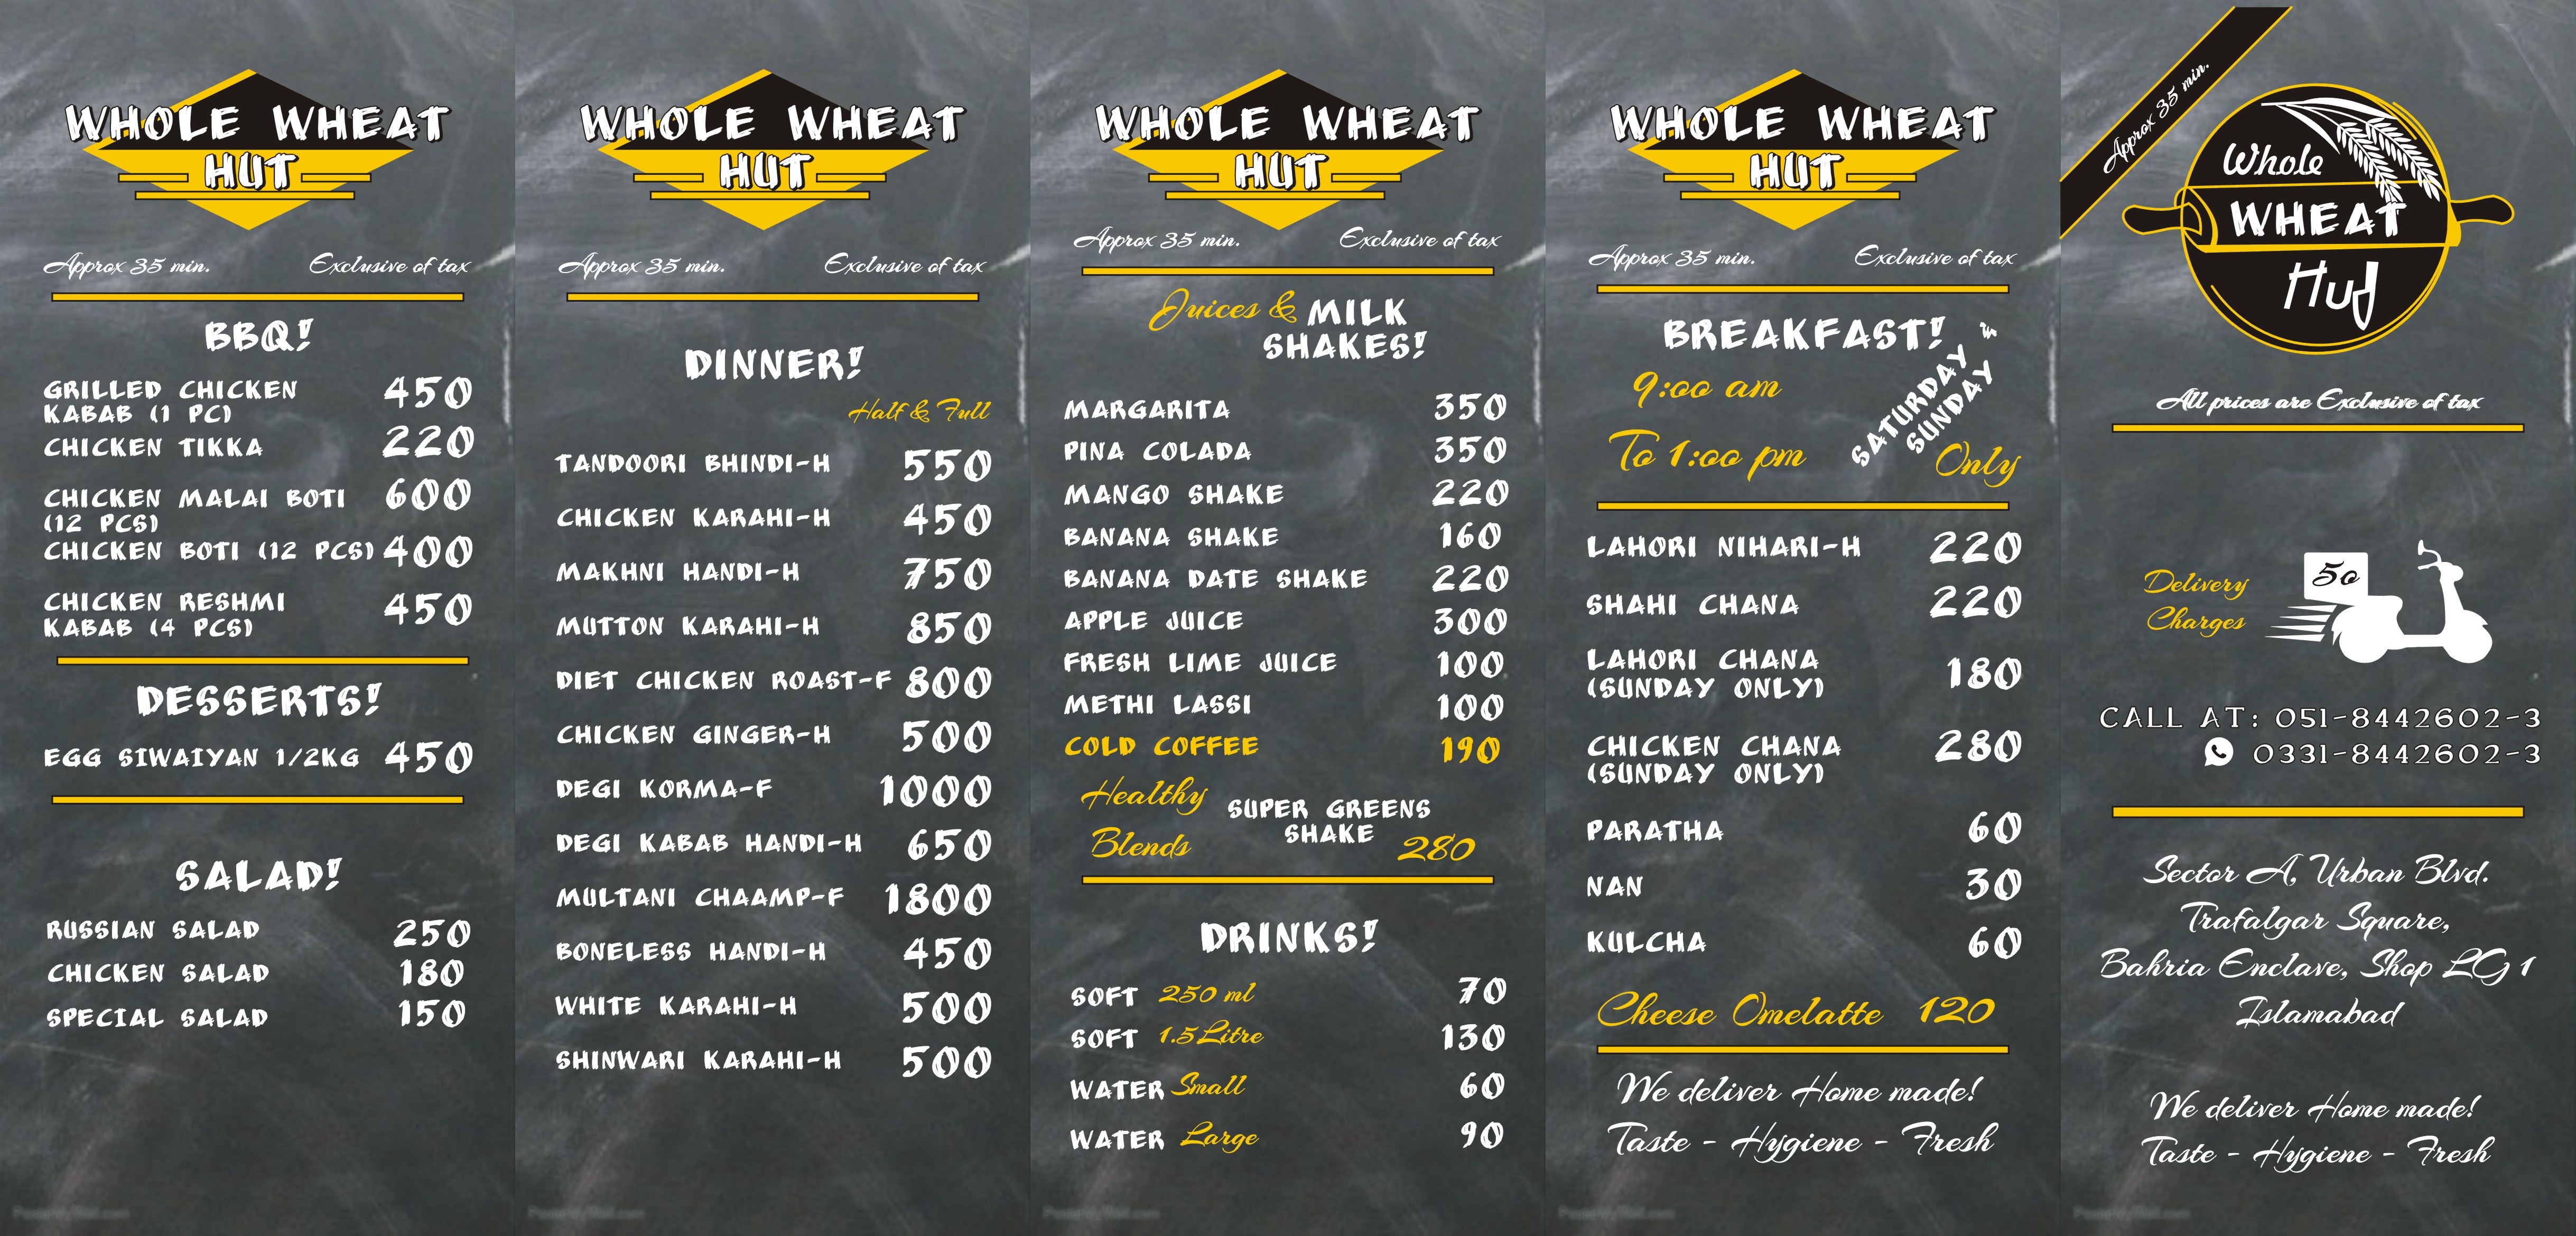 WHOLE WHEAT
HUT
Approx 35 min. Exclusive of tax
BBQ!
GRILLED CHICKEN
KABAB (1 PC) 450
CHICKEN TIKKA 220
CHICKEN MALAI BOTI 600
(12 PCS)
CHICKEN BOTI (12 PCS) 400
CHICKEN RESHMI
KABAB (4 PCS) 450
DESSERTS!
EGG SIWAIYAN 1/2KG 450
SALAD!
RUSSIAN SALAD 250
CHICKEN SALAD 180
SPECIAL SALAD 150
WHOLE WHEAT
HUT
Approx 35 min. Exclusive of tax
DINNER!
Half & Full
TANDOORI BHINDI-H 550
CHICKEN KARAHI-H 450
MAKHNI HANDI-H 750
MUTTON KARAHI-H 850
DIET CHICKEN ROAST-F 800
CHICKEN GINGER-H 500
DEGI KORMA-F 1000
DEGI KABAB HANDI-H 650
MULTANI CHAAMP-F 1800
BONELESS HANDI-H 450
WHITE KARAHI-H 500
SHINWARI KARAHI-H 500
WHOLE WHEAT
HUT
Approx 35 min. Exclusive of tax
Juices & MILK
SHAKES!
MARGARITA 350
PINA COLADA 350
MANGO SHAKE 220
BANANA SHAKE 160
BANANA DATE SHAKE 220
APPLE JUICE 300
FRESH LIME JUICE 100
METHI LASSI 100
COLD COFFEE 190
Healthy
Blends
SUPER GREENS
SHAKE 280
DRINKS!
SOFT 250 ml 70
SOFT 1.5 Litre 130
WATER Small 60
WATER Large 90
WHOLE WHEAT
HUT
Approx 35 min. Exclusive of tax
BREAKFAST!
9:00 am
To 1:00 pm
SATURDAY &
SUNDAY
Only
LAHORI NIHARI-H 220
SHAHI CHANA 220
LAHORI CHANA
(SUNDAY ONLY) 180
CHICKEN CHANA 280
(SUNDAY ONLY)
PARATHA 60
NAN 30
KULCHA 60
Cheese Omelatte 120
We deliver Home made!
Taste - Hygiene - Fresh
Approx 35 min.
Whole
WHEAT
Hut
All prices are Exclusive of tax
Delivery
Charges
50
CALL AT: 051-8442602-3
0331-8442602-3
Sector A, Urban Blvd.
Trafalgar Square,
Bahria Enclave, Shop LG 1
Islamabad
We deliver Home made!
Taste - Hygiene - Fresh